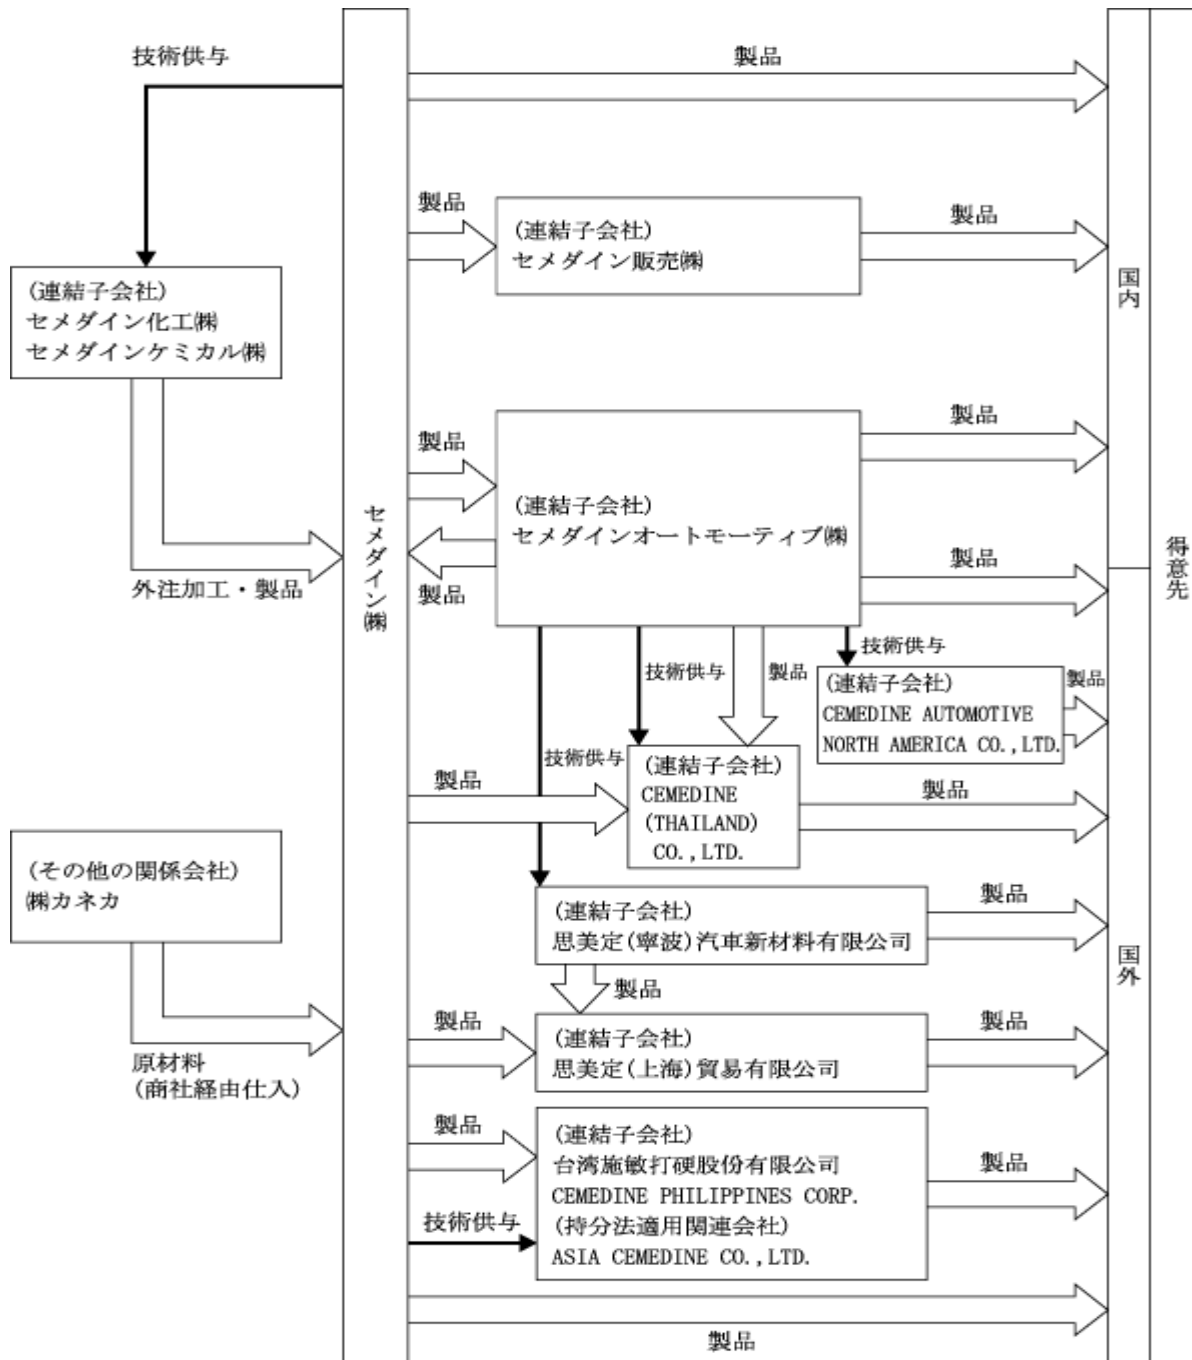 技術供与
製品
製品
(連結子会社)
セメダイン販売㈱
製品
(連結子会社)
セメダイン化工㈱
セメダインケミカル㈱
国内
製品
製品
(連結子会社)
セメダインオートモーティブ㈱
製品
製品
外注加工・製品
セメダイン㈱
得意先
技術供与
製品
技術供与
(連結子会社)
CEMEDINE AUTOMOTIVE
NORTH AMERICA CO.,LTD.
製品
技術供与
製品
(連結子会社)
CEMEDINE
(THAILAND)
CO.,LTD.
製品
(その他の関係会社)
㈱カネカ
(連結子会社)
思美定(寧波)汽車新材料有限公司
製品
国外
製品
製品
(連結子会社)
思美定(上海)貿易有限公司
製品
原材料
(商社経由仕入)
製品
(連結子会社)
台湾施敏打硬股份有限公司
CEMEDINE PHILIPPINES CORP.
(持分法適用関連会社)
ASIA CEMEDINE CO.,LTD.
製品
技術供与
製品